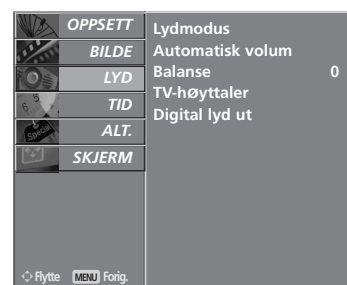 OPPSETT
BILDE
LYD
TID
ALT.
SKJERM
Lydmodus
Automatisk volum
Balanse 0
TV-høyttaler
Digital lyd ut
Special
Flytte MENU Forig.